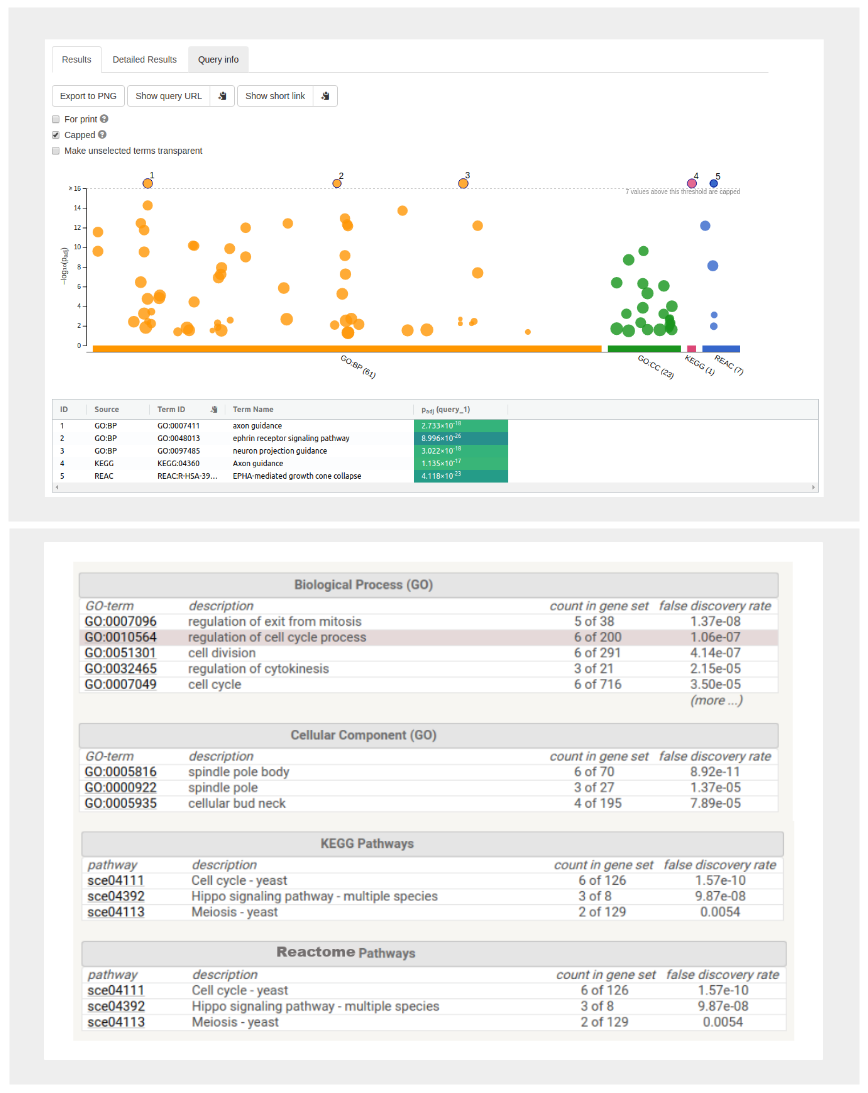 Results Detailed Results Query info
Export to PNG Show query URL Show short link
For print
Capped
Make unselected terms transparent
1 2 3 4 5
>16
7 values above this threshold are capped
14
12
10
8
6
4
2
0
-log10(padj)
GO:BP (61) GO:CC (23) KEGG (1) REAC (7)
ID Source Term ID Term Name padj (query_1)
1 GO:BP GO:0007411 axon guidance 2.733×10-18
2 GO:BP GO:0048013 ephrin receptor signaling pathway 8.996×10-26
3 GO:BP GO:0097485 neuron projection guidance 3.022×10-18
4 KEGG KEGG:04360 Axon guidance 1.135×10-17
5 REAC REAC:R-HSA-39... EPHA-mediated growth cone collapse 4.118×10-23
Biological Process (GO)
GO-term description count in gene set false discovery rate
GO:0007096 regulation of exit from mitosis 5 of 38 1.37e-08
GO:0010564 regulation of cell cycle process 6 of 200 1.06e-07
GO:0051301 cell division 6 of 291 4.14e-07
GO:0032465 regulation of cytokinesis 3 of 21 2.15e-05
GO:0007049 cell cycle 6 of 716 3.50e-05
(more ...)
Cellular Component (GO)
GO-term description count in gene set false discovery rate
GO:0005816 spindle pole body 6 of 70 8.92e-11
GO:0000922 spindle pole 3 of 27 1.37e-05
GO:0005935 cellular bud neck 4 of 195 7.89e-05
KEGG Pathways
pathway description count in gene set false discovery rate
sce04111 Cell cycle - yeast 6 of 126 1.57e-10
sce04392 Hippo signaling pathway - multiple species 3 of 8 9.87e-08
sce04113 Meiosis - yeast 2 of 129 0.0054
Reactome Pathways
pathway description count in gene set false discovery rate
sce04111 Cell cycle - yeast 6 of 126 1.57e-10
sce04392 Hippo signaling pathway - multiple species 3 of 8 9.87e-08
sce04113 Meiosis - yeast 2 of 129 0.0054